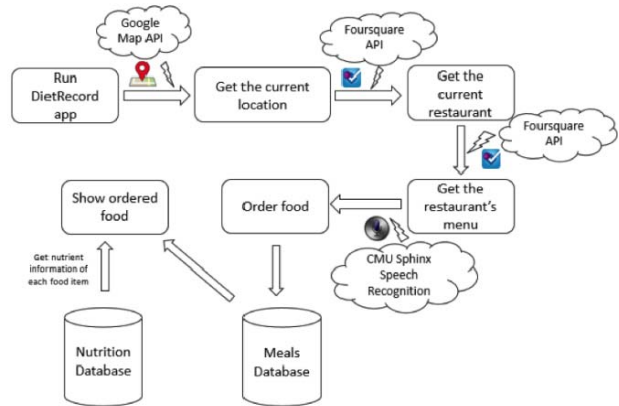 Google
Map API
Foursquare
API
Run
DietRecord
app
Get the current
location
Get the
current
restaurant
Foursquare
API
Show ordered
food
Order food
Get the
restaurant's
menu
Get nutrient
information of
each food item
CMU Sphinx
Speech
Recognition
Nutrition
Database
Meals
Database